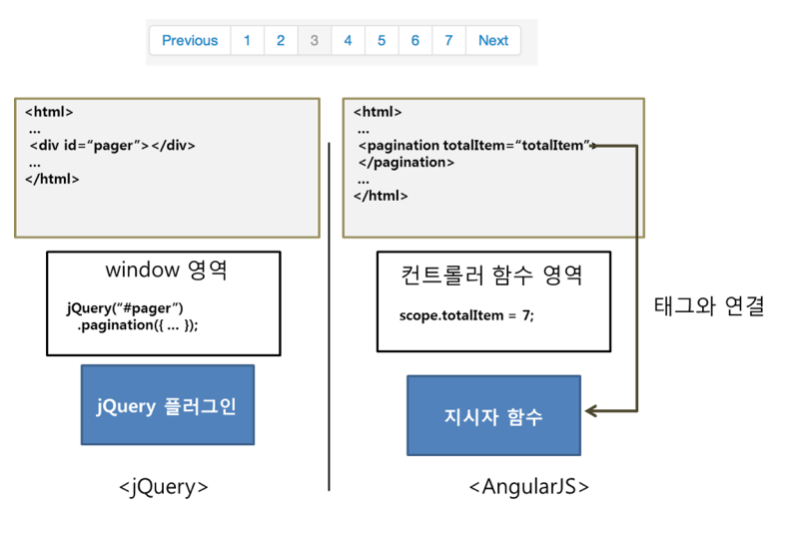 Previous 1 2 3 4 5 6 7 Next
<html>
...
<div id="pager"></div>
...
</html>
window 영역
jQuery("#pager")
.pagination({ ... });
jQuery 플러그인
<jQuery>
<html>
...
<pagination totalItem="totalItem">
</pagination>
...
</html>
컨트롤러 함수 영역
scope.totalItem = 7;
태그와 연결
지시자 함수
<AngularJS>